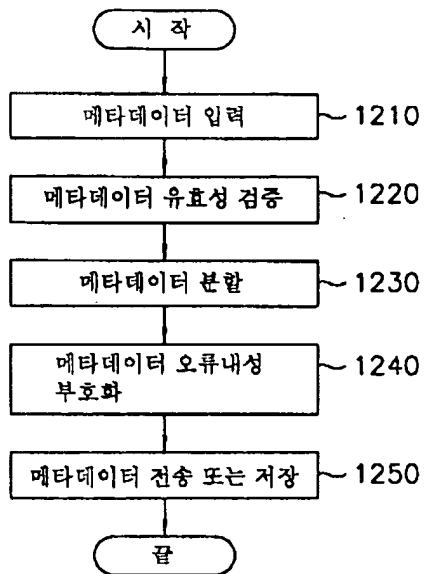 시 작
메타데이터 입력
1210
메타데이터 유효성 검증
1220
메타데이터 분할
1230
메타데이터 오류내성
부호화
1240
메타데이터 전송 또는 저장
1250
끝